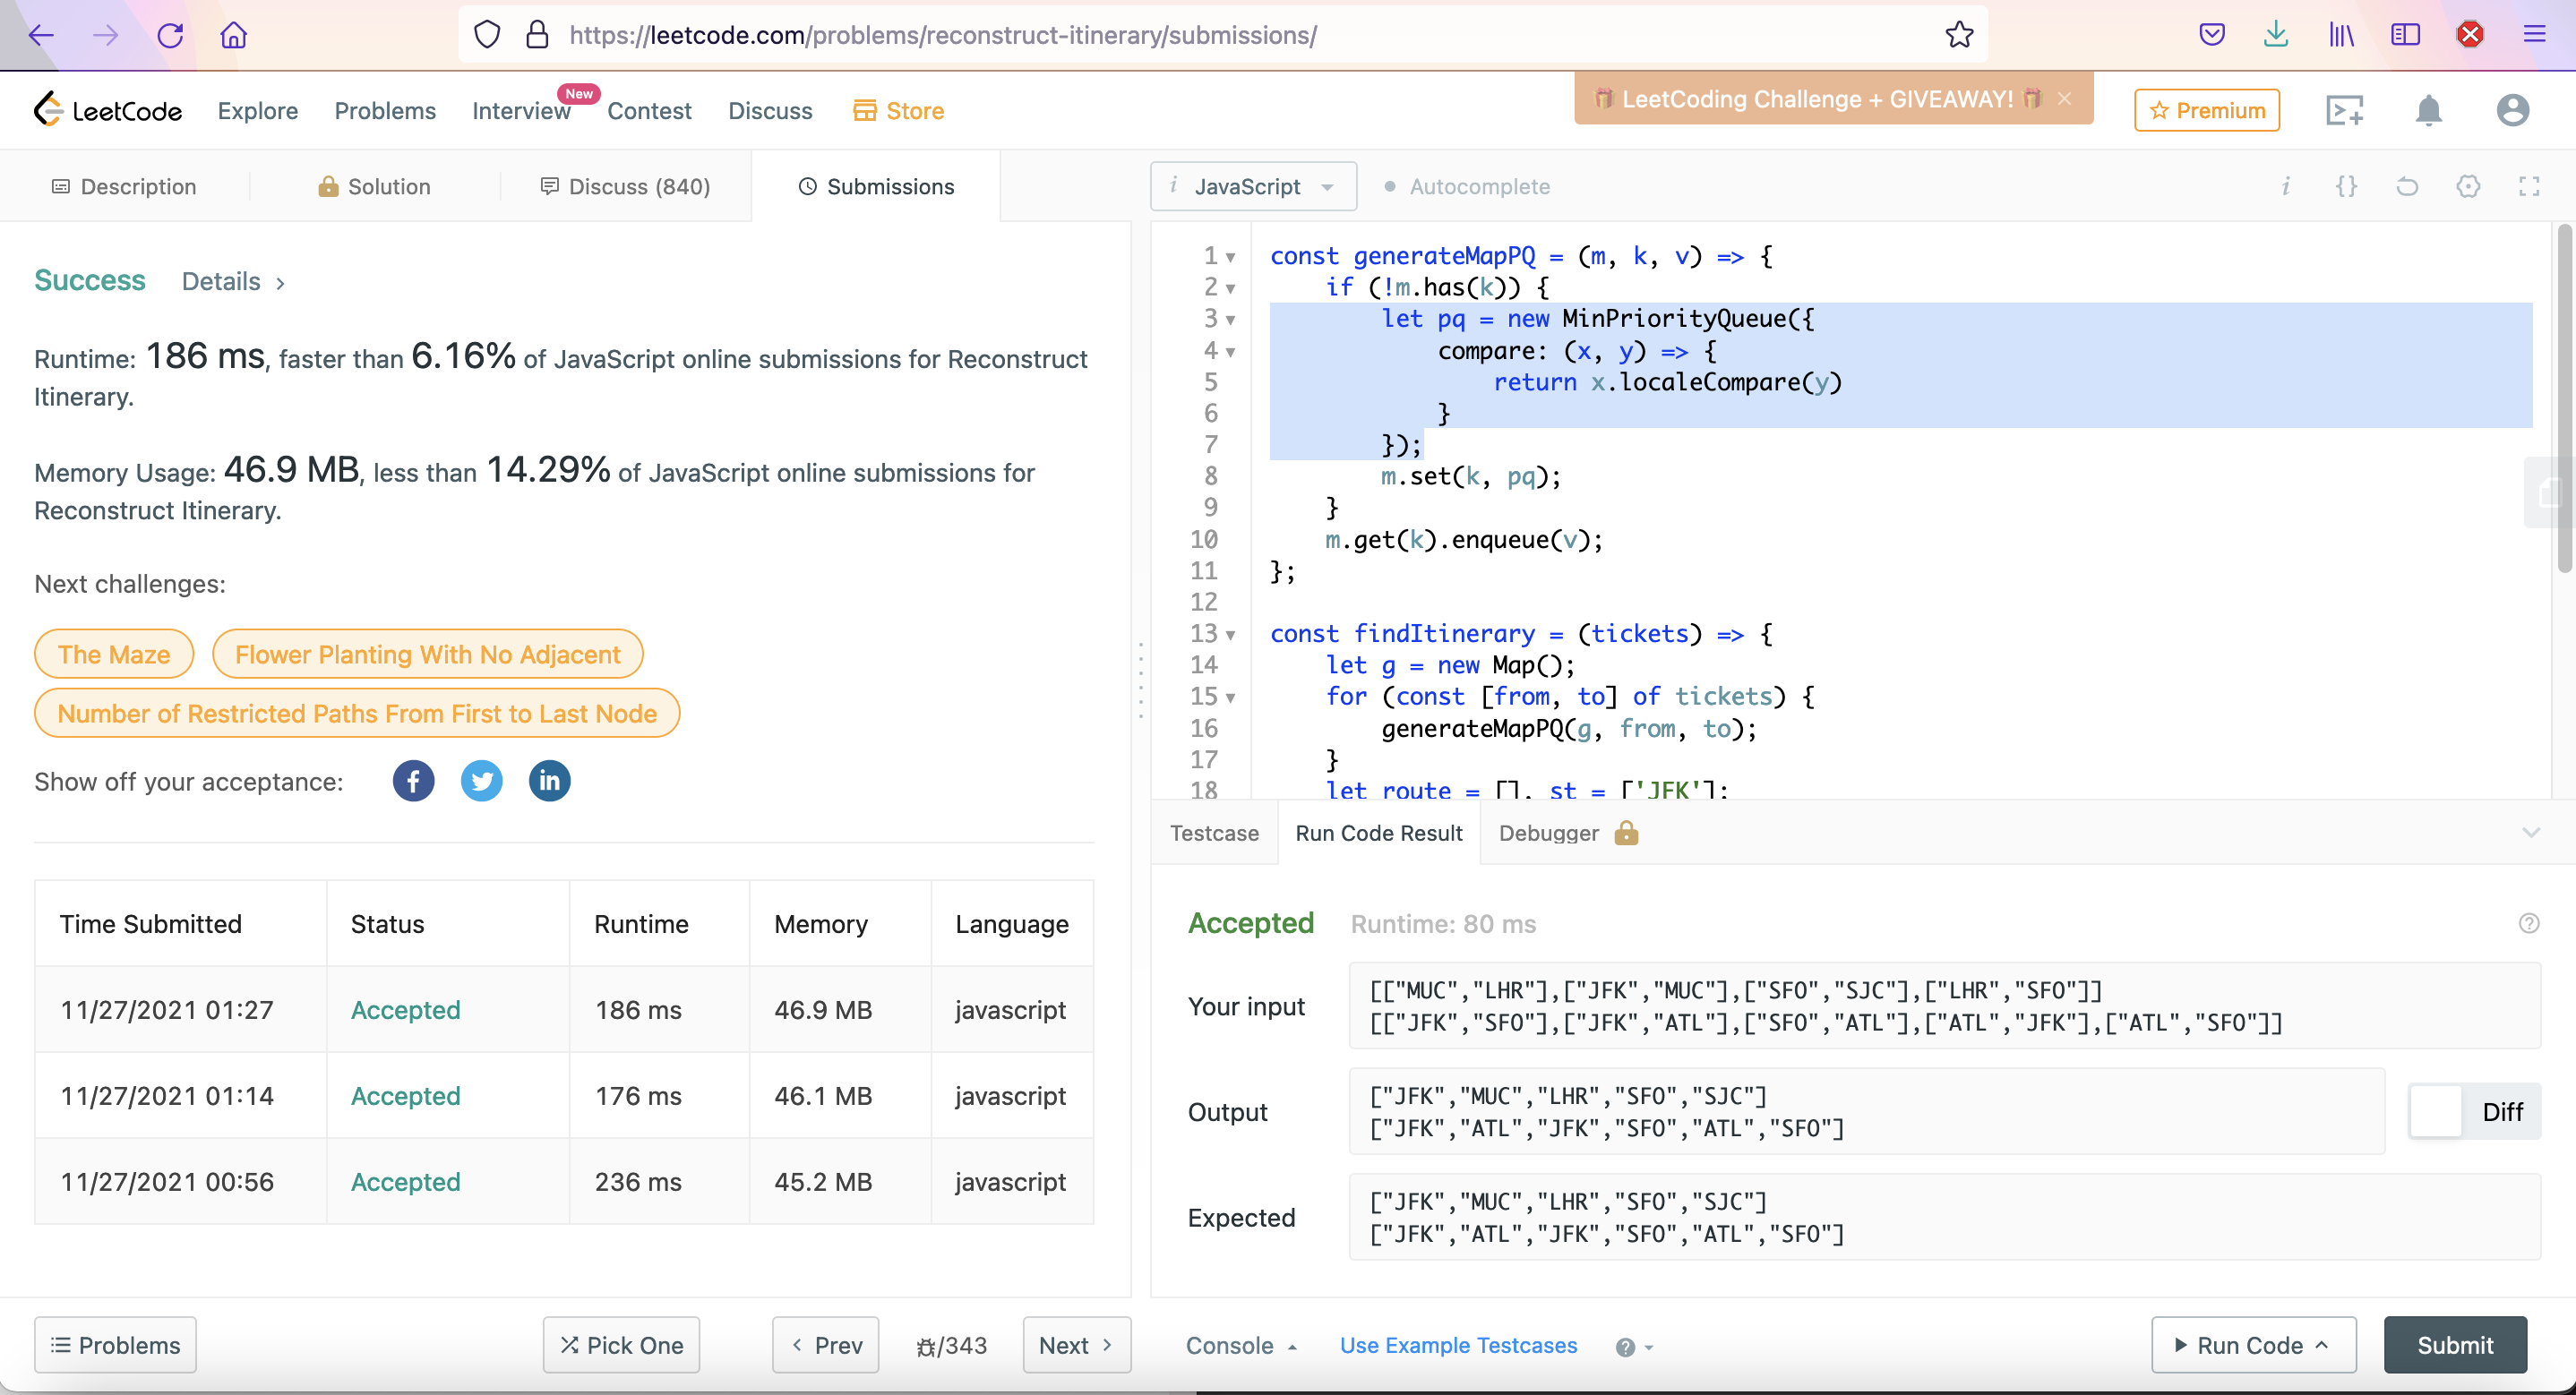 https://leetcode.com/problems/reconstruct-itinerary/submissions/
LeetCode Explore Problems Interview New Contest Discuss Store
LeetCoding Challenge + GIVEAWAY! ×
Premium
Description Solution Discuss (840) Submissions
i JavaScript Autocomplete i {}
Success Details >
Runtime: 186 ms, faster than 6.16% of JavaScript online submissions for Reconstruct
Itinerary.
Memory Usage: 46.9 MB, less than 14.29% of JavaScript online submissions for
Reconstruct Itinerary.
Next challenges:
The Maze Flower Planting With No Adjacent
Number of Restricted Paths From First to Last Node
Show off your acceptance: f in
Time Submitted Status Runtime Memory Language
11/27/2021 01:27 Accepted 186 ms 46.9 MB javascript
11/27/2021 01:14 Accepted 176 ms 46.1 MB javascript
11/27/2021 00:56 Accepted 236 ms 45.2 MB javascript
1 const generateMapPQ = (m, k, v) => {
2     if (!m.has(k)) {
3         let pq = new MinPriorityQueue({
4             compare: (x, y) => {
5                 return x.localeCompare(y)
6             }
7         });
8         m.set(k, pq);
9     }
10     m.get(k).enqueue(v);
11 };
12
13 const findItinerary = (tickets) => {
14     let g = new Map();
15     for (const [from, to] of tickets) {
16         generateMapPQ(g, from, to);
17     }
18     let route = [], st = ['JFK'];
Testcase Run Code Result Debugger
Accepted Runtime: 80 ms ?
Your input
[["MUC","LHR"],["JFK","MUC"],["SFO","SJC"],["LHR","SFO"]]
[["JFK","SFO"],["JFK","ATL"],["SFO","ATL"],["ATL","JFK"],["ATL","SFO"]]
Output
["JFK","MUC","LHR","SFO","SJC"]
["JFK","ATL","JFK","SFO","ATL","SFO"]
Diff
Expected
["JFK","MUC","LHR","SFO","SJC"]
["JFK","ATL","JFK","SFO","ATL","SFO"]
Problems Pick One < Prev /343 Next >
Console Use Example Testcases ? Run Code Submit